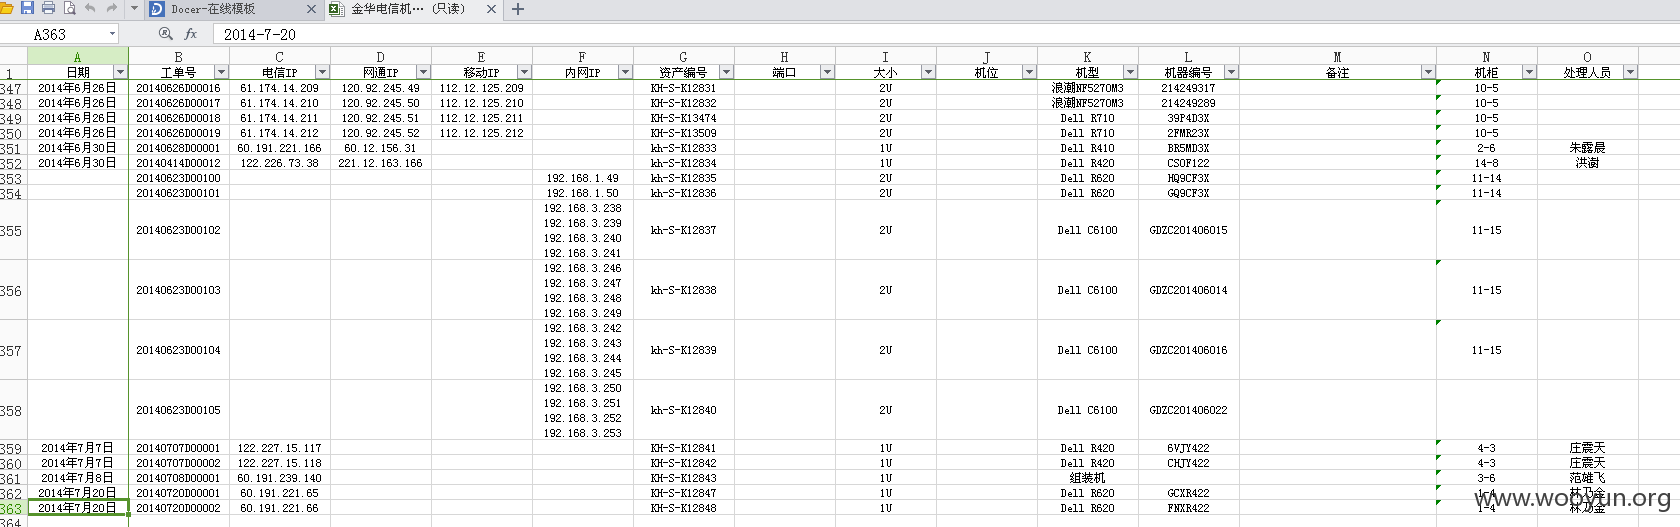 Docer-在线模板
金华电信机··· (只读)
A363 2014-7-20
A B C D E F G H I J K L M N O
1 日期 工单号 电信IP 网通IP 移动IP 内网IP 资产编号 端口 大小 机位 机型 机器编号 备注 机柜 处理人员
347 2014年6月26日 20140626D00016 61.174.14.209 120.92.245.49 112.12.125.209 KH-S-K12831 2U 浪潮NF5270M3 214249317 10-5
348 2014年6月26日 20140626D00017 61.174.14.210 120.92.245.50 112.12.125.210 KH-S-K12832 2U 浪潮NF5270M3 214249289 10-5
349 2014年6月26日 20140626D00018 61.174.14.211 120.92.245.51 112.12.125.211 KH-S-K13474 2U Dell R710 39P4D3X 10-5
350 2014年6月26日 20140626D00019 61.174.14.212 120.92.245.52 112.12.125.212 KH-S-K13509 2U Dell R710 2FMR23X 10-5
351 2014年6月30日 20140628D00001 60.191.221.166 60.12.156.31 kh-S-K12833 1U Dell R410 BR5MD3X 2-6 朱露晨
352 2014年6月30日 20140414D00012 122.226.73.38 221.12.163.166 kh-S-K12834 1U Dell R420 CSOF122 14-8 洪澍
353 20140623D00100 192.168.1.49 kh-S-K12835 2U Dell R620 HQ9CF3X 11-14
354 20140623D00101 192.168.1.50 kh-S-K12836 2U Dell R620 GQ9CF3X 11-14
192.168.3.238
192.168.3.239
355 20140623D00102 kh-S-K12837 2U Dell C6100 GDZC201406015 11-15
192.168.3.240
192.168.3.241
192.168.3.246
192.168.3.247
356 20140623D00103 kh-S-K12838 2U Dell C6100 GDZC201406014 11-15
192.168.3.248
192.168.3.249
192.168.3.242
192.168.3.243
357 20140623D00104 kh-S-K12839 2U Dell C6100 GDZC201406016 11-15
192.168.3.244
192.168.3.245
192.168.3.250
192.168.3.251
358 20140623D00105 kh-S-K12840 2U Dell C6100 GDZC201406022
192.168.3.252
192.168.3.253
359 2014年7月7日 20140707D00001 122.227.15.117 KH-S-K12841 1U Dell R420 6VJY422 4-3 庄震天
360 2014年7月7日 20140707D00002 122.227.15.118 KH-S-K12842 1U Dell R420 CHJY422 4-3 庄震天
361 2014年7月8日 20140708D00001 60.191.239.140 KH-S-K12843 1U 组装机 3-6 范雄飞
362 2014年7月20日 20140720D00001 60.191.221.65 KH-S-K12847 1U Dell R620 GCXR422 1-4 林乃金
363 2014年7月20日 20140720D00002 60.191.221.66 KH-S-K12848 1U Dell R620 FNXR422 1-4 林乃金
364
www.wooyun.org